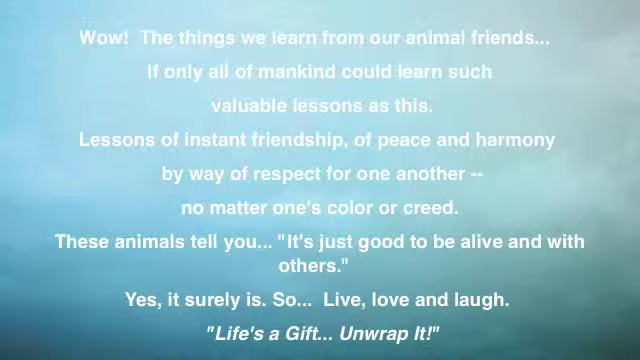 Wow!  The things we learn from our animal friends...
If only all of mankind could learn such
valuable lessons as this.
Lessons of instant friendship, of peace and harmony
by way of respect for one another --
no matter one's color or creed.
These animals tell you... "It's just good to be alive and with
others."
Yes, it surely is. So...  Live, love and laugh.
"Life's a Gift... Unwrap It!"